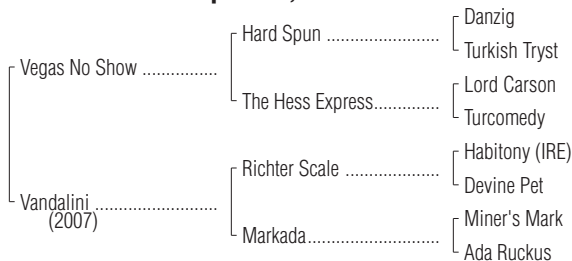 Danzig
Hard Spun ......................
Turkish Tryst
Vegas No Show ...............
Lord Carson
The Hess Express.............
Turcomedy
Habitony (IRE)
Richter Scale ..................
Devine Pet
Vandalini ........................
(2007)
Miner's Mark
Markada..........................
Ada Ruckus